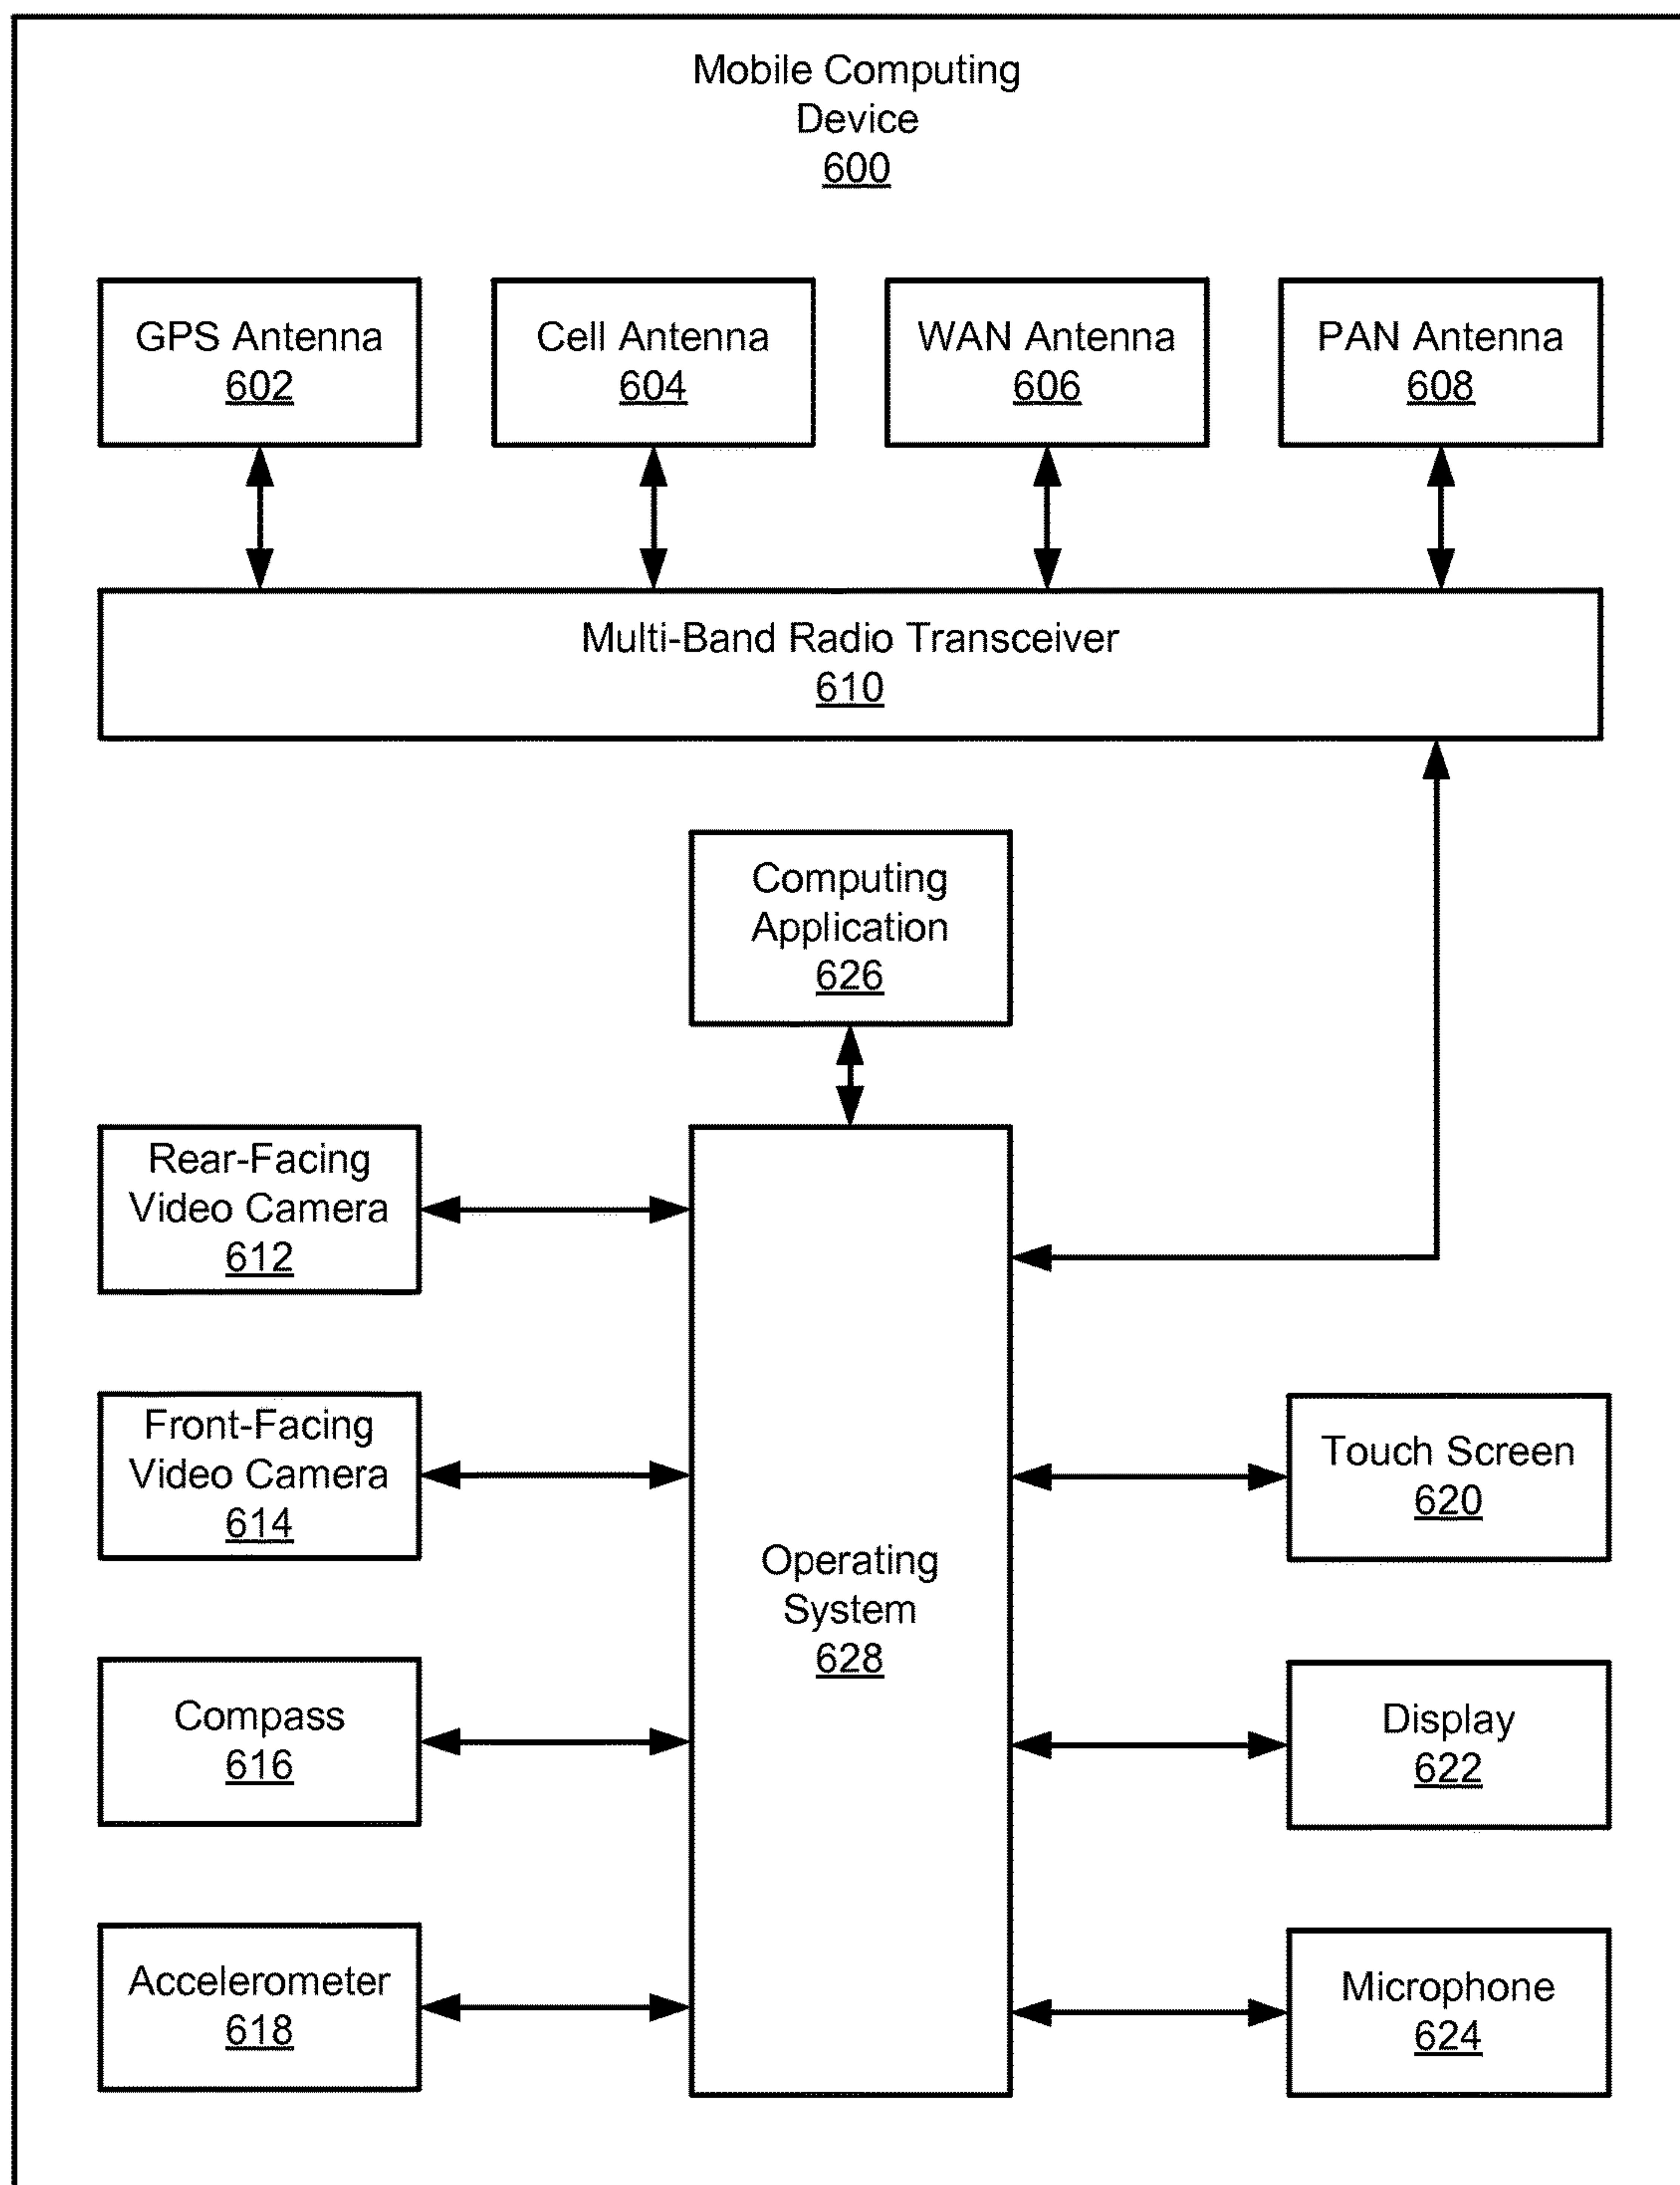 Mobile Computing
Device
600
GPS Antenna
602
Cell Antenna
604
WAN Antenna
606
PAN Antenna
608
Multi-Band Radio Transceiver
610
Computing
Application
626
Rear-Facing
Video Camera
612
Front-Facing
Video Camera
614
Compass
616
Accelerometer
618
Operating
System
628
Touch Screen
620
Display
622
Microphone
624